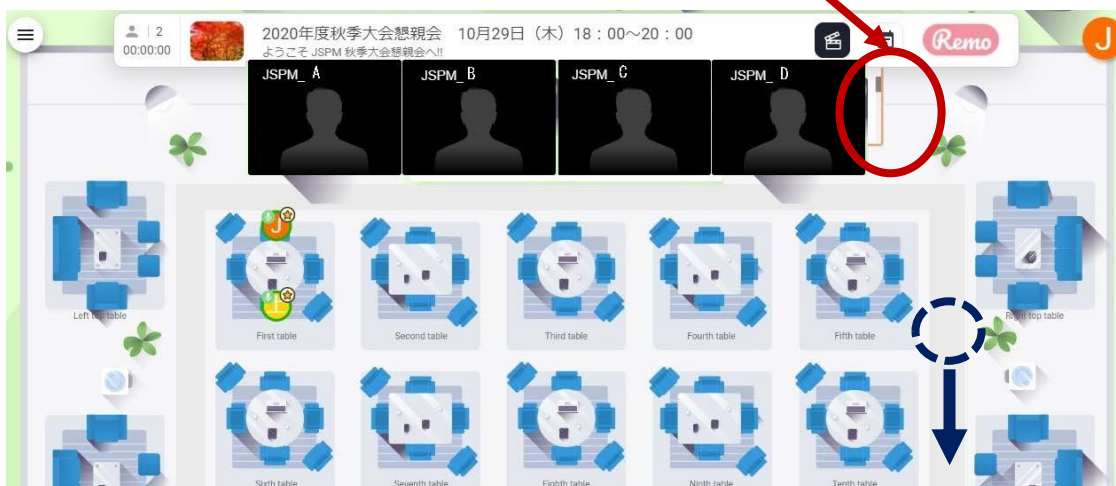 2
00:00:00
2020年度秋季大会懇親会 10月29日（木）18：00～20：00
ようこそ JSPM 秋季大会懇親会へ!!
Remo
J
JSPM_ A
JSPM_ B
JSPM_ C
JSPM_ D
J
Left top table
First table
Second table
Third table
Fourth table
Fifth table
Right top table
Sixth table
Seventh table
Eighth table
Ninth table
Tenth table